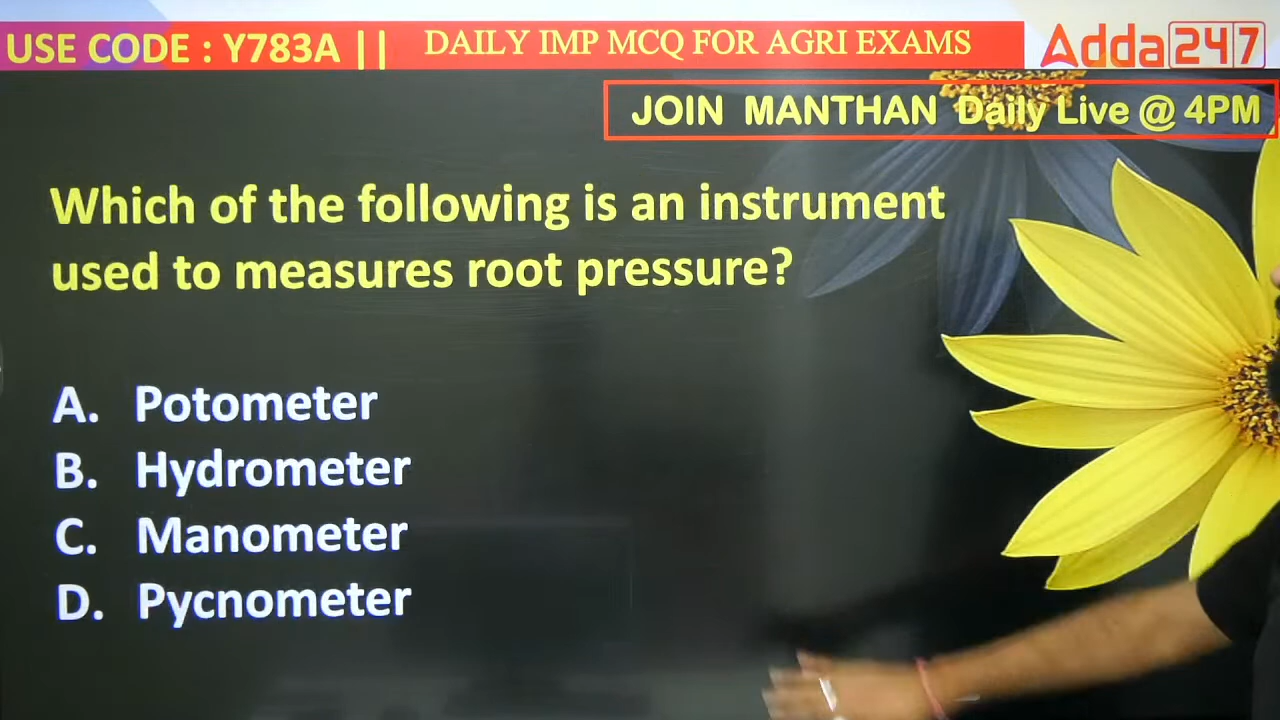 USE CODE : Y783A || DAILY IMP MCQ FOR AGRI EXAMS Adda247
JOIN MANTHAN Daily Live @ 4PM
Which of the following is an instrument
used to measures root pressure?
A. Potometer
B. Hydrometer
C. Manometer
D. Pycnometer